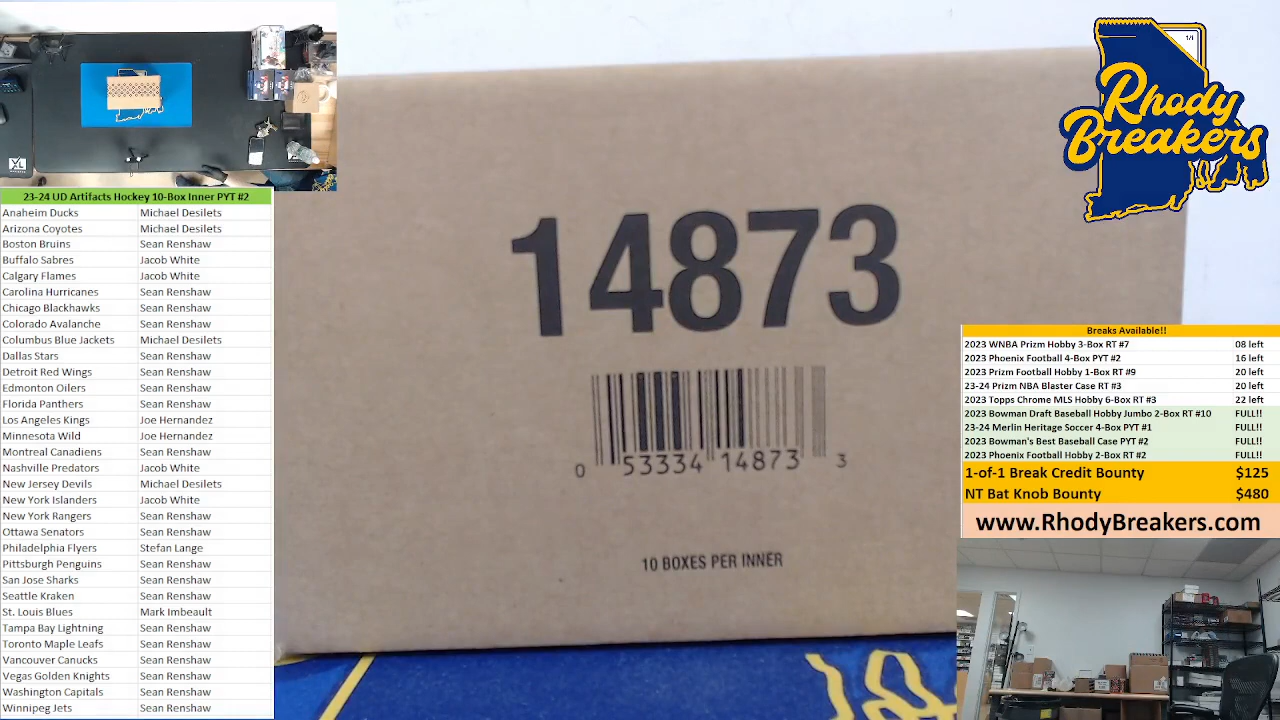 23-24 UD Artifacts Hockey 10-Box Inner PYT #2
Anaheim Ducks Michael Desilets
Arizona Coyotes Michael Desilets
Boston Bruins Sean Renshaw
Buffalo Sabres Jacob White
Calgary Flames Jacob White
Carolina Hurricanes Sean Renshaw
Chicago Blackhawks Sean Renshaw
Colorado Avalanche Sean Renshaw
Columbus Blue Jackets Michael Desilets
Dallas Stars Sean Renshaw
Detroit Red Wings Sean Renshaw
Edmonton Oilers Sean Renshaw
Florida Panthers Sean Renshaw
Los Angeles Kings Joe Hernandez
Minnesota Wild Joe Hernandez
Montreal Canadiens Sean Renshaw
Nashville Predators Jacob White
New Jersey Devils Michael Desilets
New York Islanders Jacob White
New York Rangers Sean Renshaw
Ottawa Senators Sean Renshaw
Philadelphia Flyers Stefan Lange
Pittsburgh Penguins Sean Renshaw
San Jose Sharks Sean Renshaw
Seattle Kraken Sean Renshaw
St. Louis Blues Mark Imbeault
Tampa Bay Lightning Sean Renshaw
Toronto Maple Leafs Sean Renshaw
Vancouver Canucks Sean Renshaw
Vegas Golden Knights Sean Renshaw
Washington Capitals Sean Renshaw
Winnipeg Jets Sean Renshaw
14873
0 53334 14873 3
10 BOXES PER INNER
1/1
Rhody
Breakers
Breaks Available!!
2023 WNBA Prizm Hobby 3-Box RT #7 08 left
2023 Phoenix Football 4-Box PYT #2 16 left
2023 Prizm Football Hobby 1-Box RT #9 20 left
23-24 Prizm NBA Blaster Case RT #3 20 left
2023 Topps Chrome MLS Hobby 6-Box RT #3 22 left
2023 Bowman Draft Baseball Hobby Jumbo 2-Box RT #10 FULL!!
23-24 Merlin Heritage Soccer 4-Box PYT #1 FULL!!
2023 Bowman's Best Baseball Case PYT #2 FULL!!
2023 Phoenix Football Hobby 2-Box RT #2 FULL!!
1-of-1 Break Credit Bounty $125
NT Bat Knob Bounty $480
www.RhodyBreakers.com